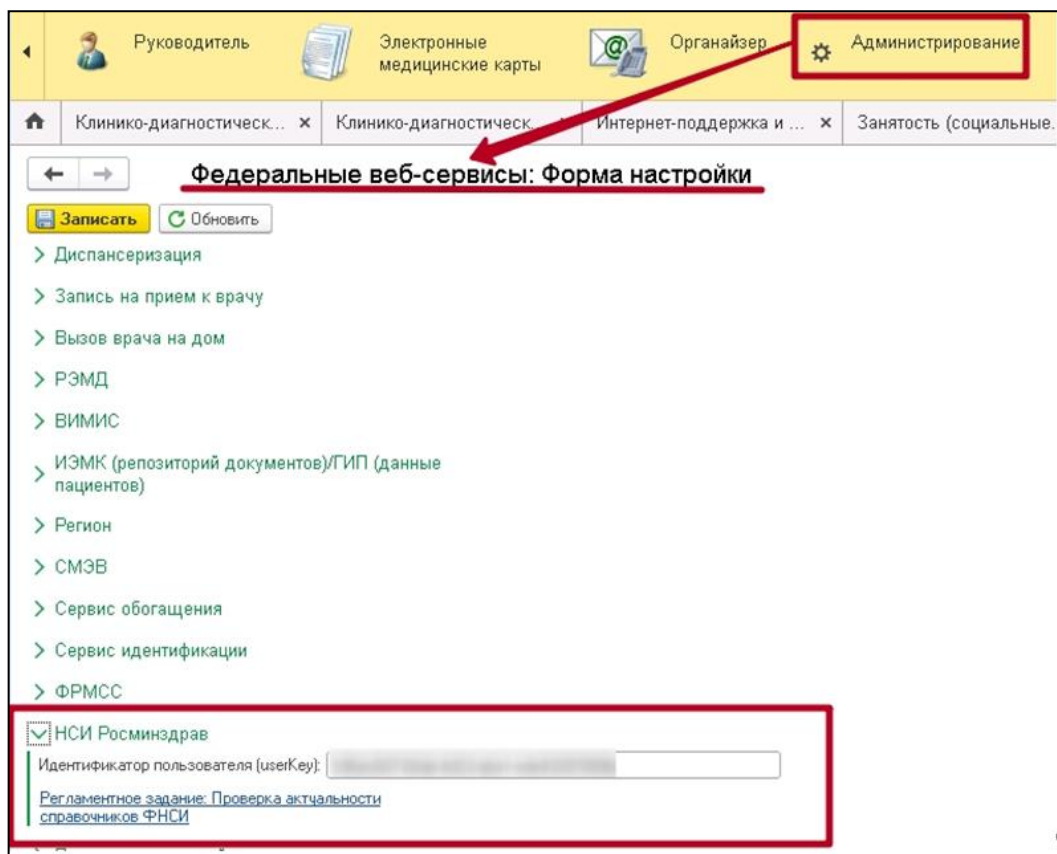 Руководитель
Электронные
медицинские карты
Органайзер
Администрирование
Клинико-диагностическ...
Клинико-диагностическ
Интернет-поддержка и ...
Занятость (социальные.
Федеральные веб-сервисы: Форма настройки
Записать
Обновить
Диспансеризация
Запись на прием к врачу
Вызов врача на дом
РЭМД
ВИМИС
ИЭМК (репозиторий документов)/ГИП (данные
пациентов)
Регион
СМЭВ
Сервис обогащения
Сервис идентификации
ФРМСС
НСИ Росминздрав
Идентификатор пользователя (userKey):
Регламентное задание: Проверка актуальности
справочников ФНСИ